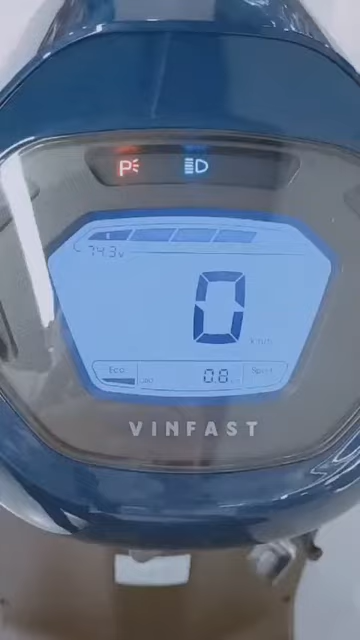 P
74.3v
0
km/h
Eco
0.8
Sport
VINFAST